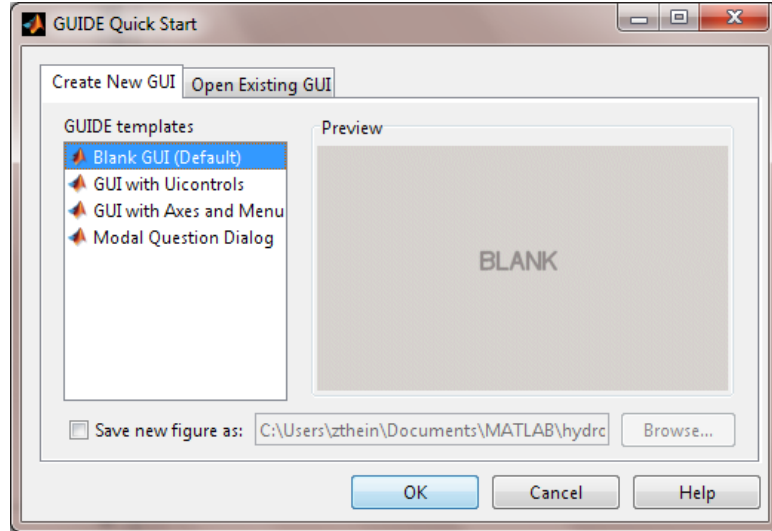 GUIDE Quick Start
Create New GUI
Open Existing GUI
GUIDE templates
Blank GUI (Default)
GUI with Uicontrols
GUI with Axes and Menu
Modal Question Dialog
Preview
BLANK
Save new figure as:
C:\Users\zthein\Documents\MATLAB\hydrc
Browse...
OK
Cancel
Help